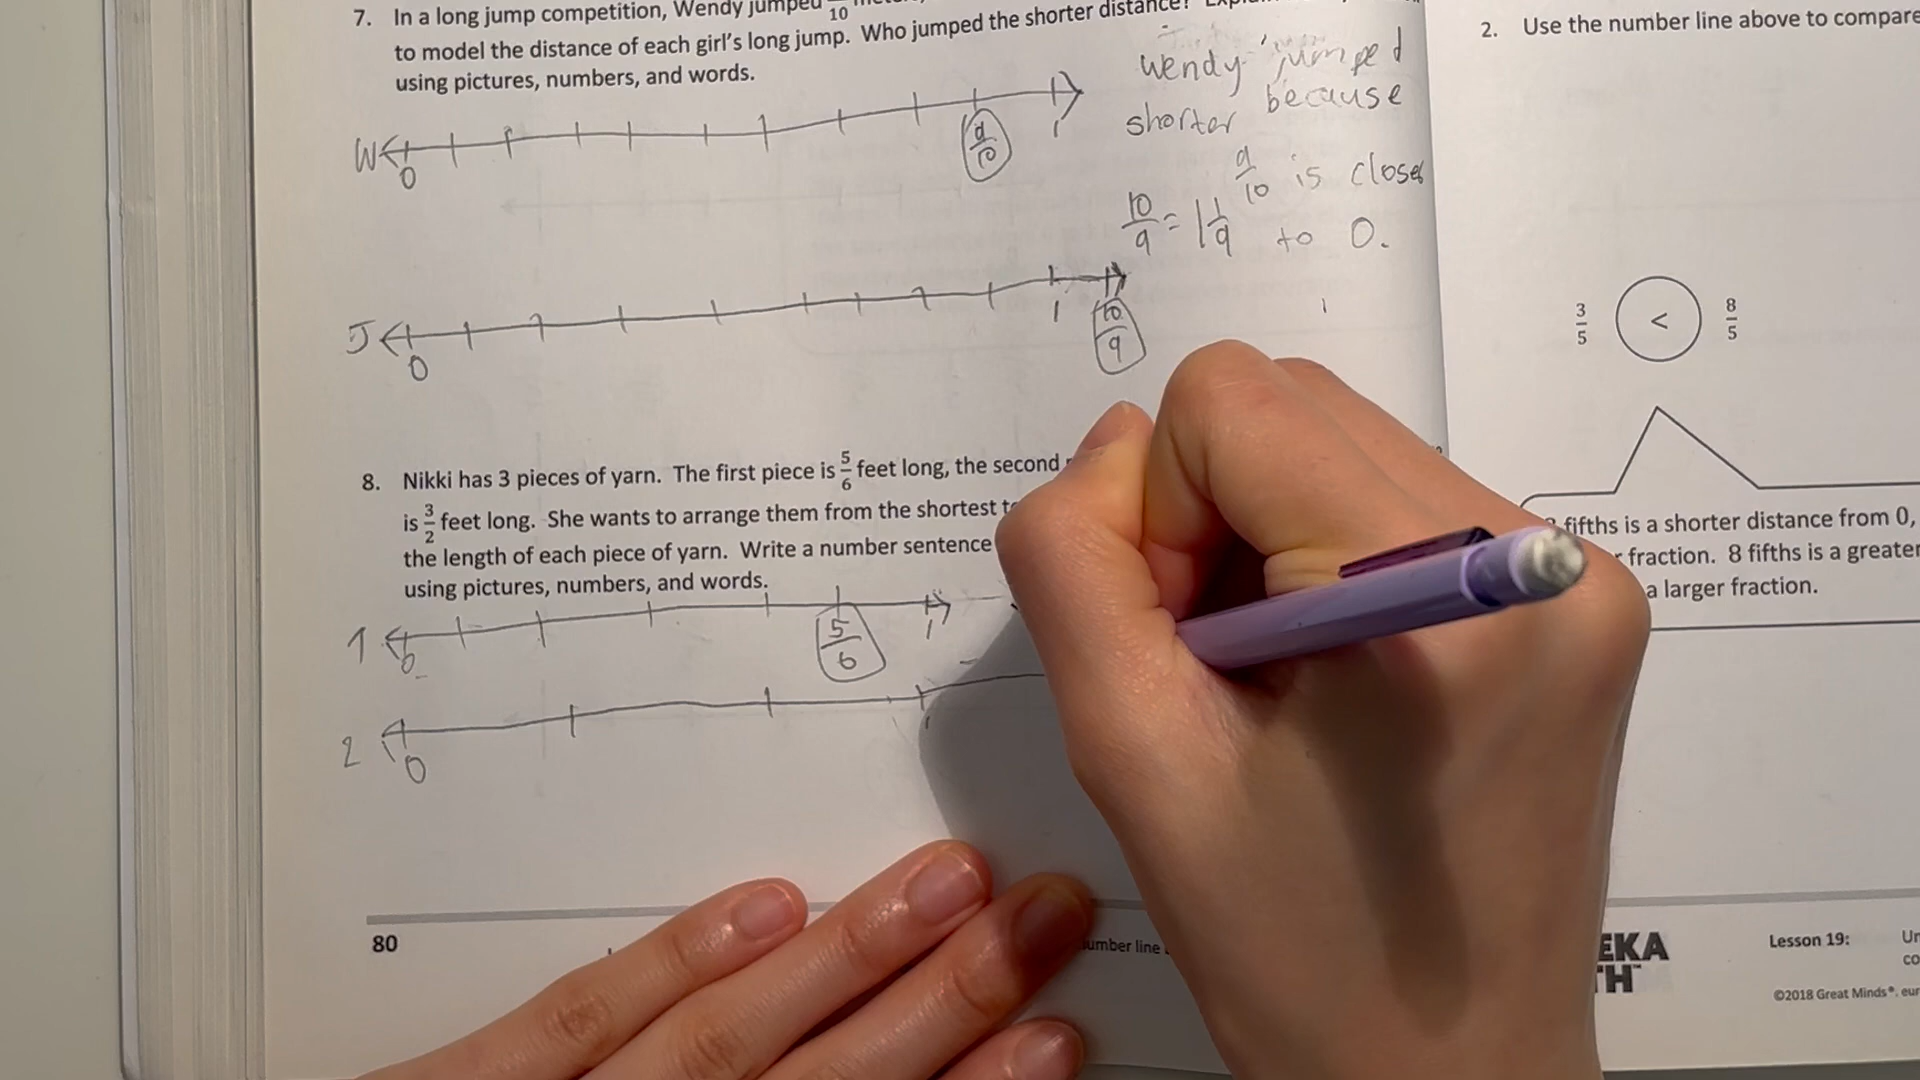 7. In a long jump competition, Wendy jumped 9/10
to model the distance of each girl's long jump. Who jumped the shorter distance?
using pictures, numbers, and words.
W 0 9/10 1
Wendy jumped
shorter because
9/10 is closer
to 0.
10/9 = 1 1/9
J 0 1 10/9
8. Nikki has 3 pieces of yarn. The first piece is 5/6 feet long, the second
is 3/2 feet long. She wants to arrange them from the shortest
the length of each piece of yarn. Write a number sentence
using pictures, numbers, and words.
1 0 5/6 1
2 0 1
80
number line
2. Use the number line above to compare
3/5 < 8/5
fifths is a shorter distance from 0,
fraction. 8 fifths is a greater
a larger fraction.
Lesson 19:
©2018 Great Minds®.